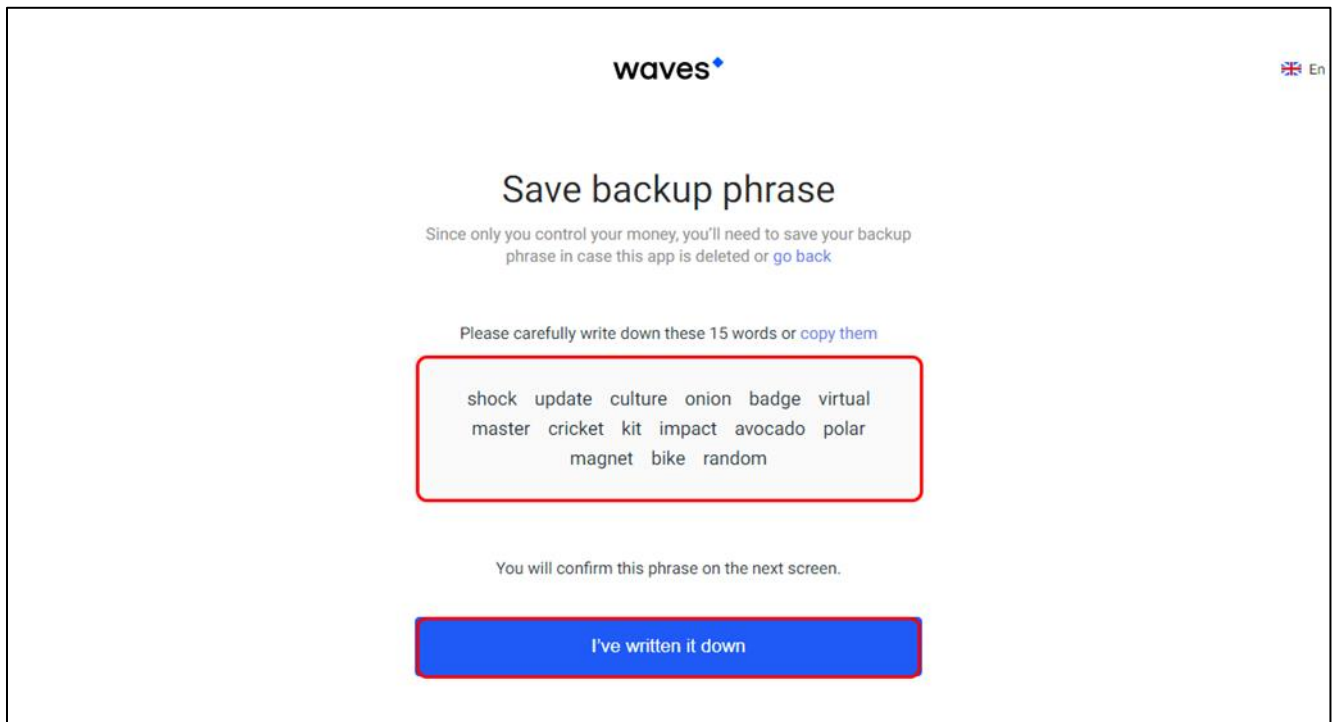 waves
En
Save backup phrase
Since only you control your money, you'll need to save your backup
phrase in case this app is deleted or go back
Please carefully write down these 15 words or copy them
shock update culture onion badge virtual
master cricket kit impact avocado polar
magnet bike random
You will confirm this phrase on the next screen.
I've written it down